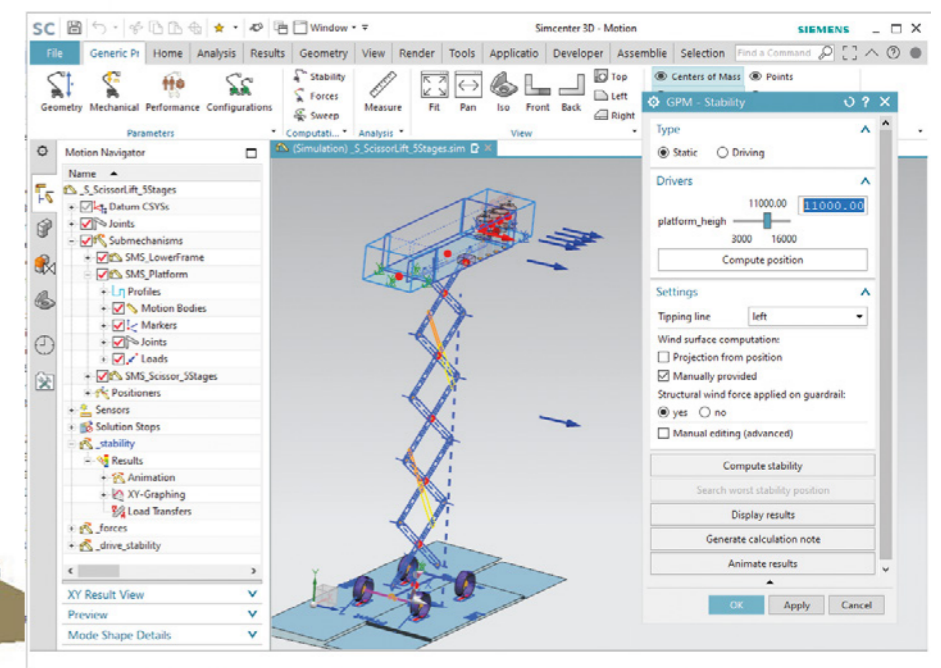 SC Window Simcenter 3D - Motion SIEMENS
File Generic Pr Home Analysis Results Geometry View Render Tools Applicatio Developer Assemblie Selection Find a Command
Geometry Mechanical Performance Configurations
Stability
Forces
Sweep
Measure Fit Pan Iso Front Back
Top
Left
Right
Centers of Mass Points
Parameters Computati... Analysis View
Motion Navigator
(Simulation) _S_ScissorLift_5Stages.sim
Name
_S_ScissorLift_5Stages
Datum CSYSs
Joints
Submechanisms
SMS_LowerFrame
SMS_Platform
Profiles
Motion Bodies
Markers
Joints
Loads
SMS_Scissor_5Stages
Positioners
Sensors
Solution Stops
_stability
Results
Animation
XY-Graphing
Load Transfers
_forces
_drive_stability
XY Result View
Preview
Mode Shape Details
GPM - Stability
Type
Static Driving
Drivers
11000.00
platform_heigh 11000.00
3000 16000
Compute position
Settings
Tipping line left
Wind surface computation:
Projection from position
Manually provided
Structural wind force applied on guardrail:
yes no
Manual editing (advanced)
Compute stability
Search worst stability position
Display results
Generate calculation note
Animate results
OK Apply Cancel